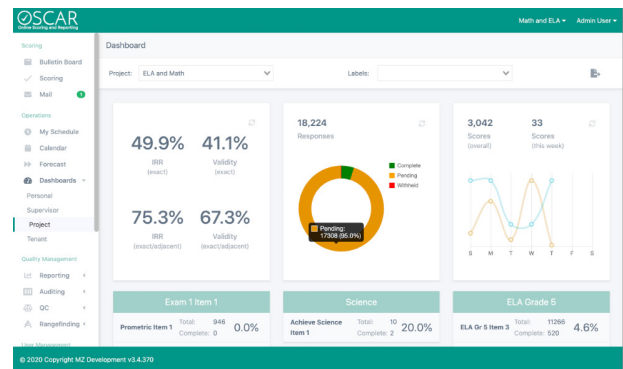 OSCAR
Online Scoring and Reporting
Math and ELA
Admin User
Scoring
Bulletin Board
Scoring
Mail
1
Operations
My Schedule
Calendar
Forecast
Dashboards
Personal
Supervisor
Project
Tenant
Quality Management
Reporting
Auditing
QC
Rangefinding
User Management
Dashboard
Project: ELA and Math
Labels:
49.9% 41.1%
IRR Validity
(exact) (exact)
75.3% 67.3%
IRR Validity
(exact/adjacent) (exact/adjacent)
18,224
Responses
Complete
Pending
Withheld
Pending:
17308 (95.0%)
3,042 33
Scores Scores
(overall) (this week)
S M T W T F S
Exam 1 Item 1
Prometric Item 1 Total: 946 0.0%
Complete: 0
Science
Achieve Science Total: 10 20.0%
Item 1 Complete: 2
ELA Grade 5
ELA Gr 5 Item 3 Total: 11266 4.6%
Complete: 520
© 2020 Copyright MZ Development v3.4.370